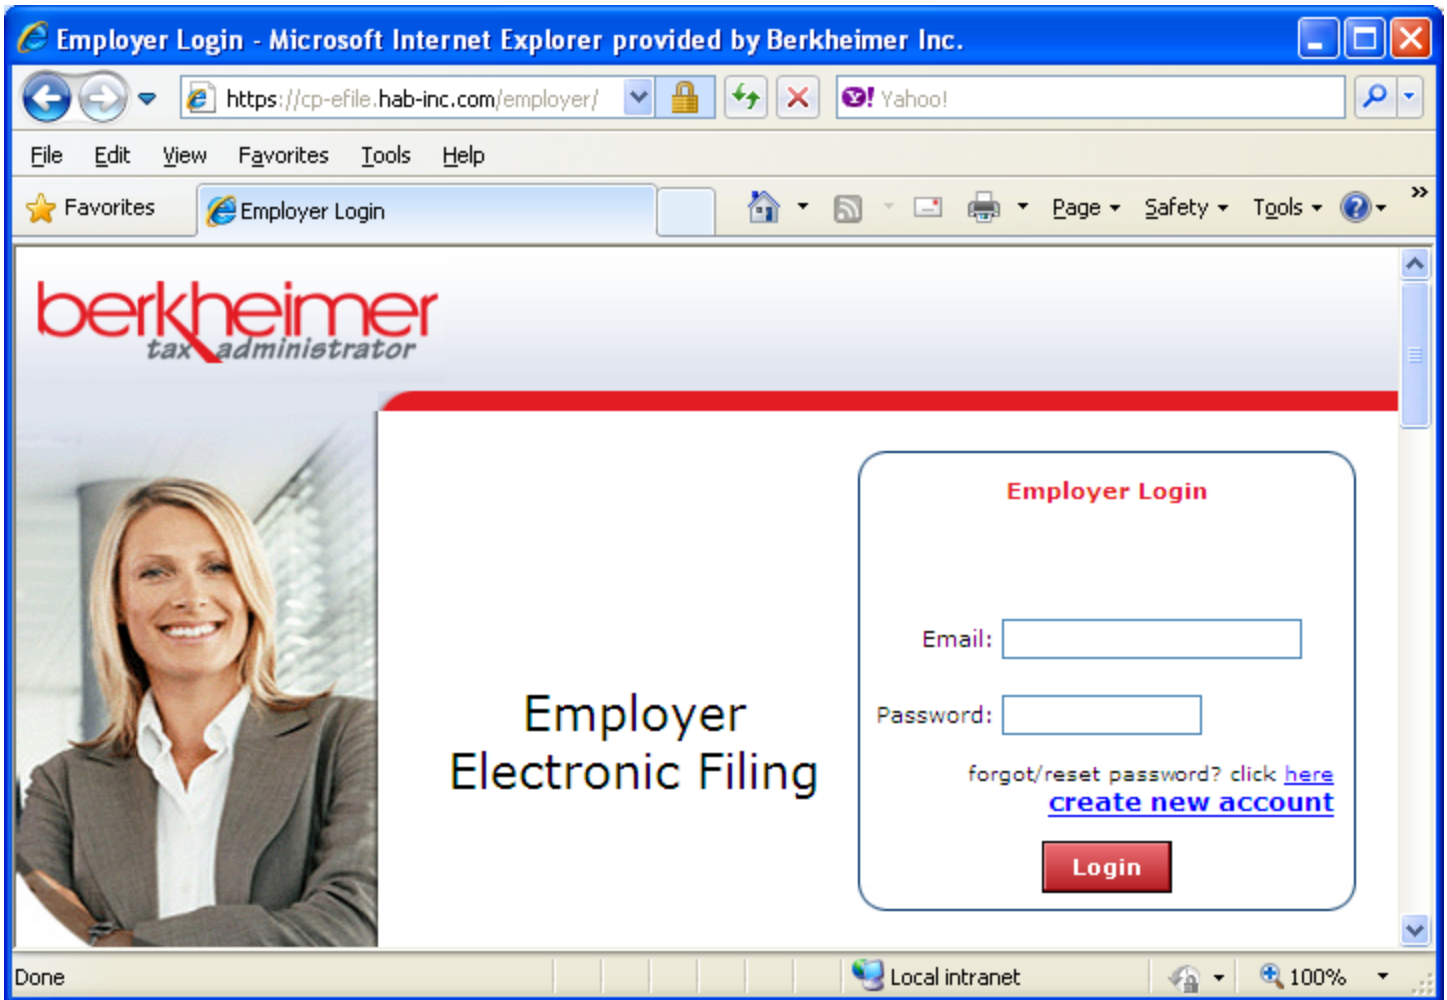 Employer Login - Microsoft Internet Explorer provided by Berkheimer Inc.
https://cp-efile.hab-inc.com/employer/
Yahoo!
File Edit View Favorites Tools Help
Favorites Employer Login Page Safety Tools
berkheimer
tax administrator
Employer Login
Email:
Password:
forgot/reset password? click here
create new account
Login
Employer
Electronic Filing
Done Local intranet 100%